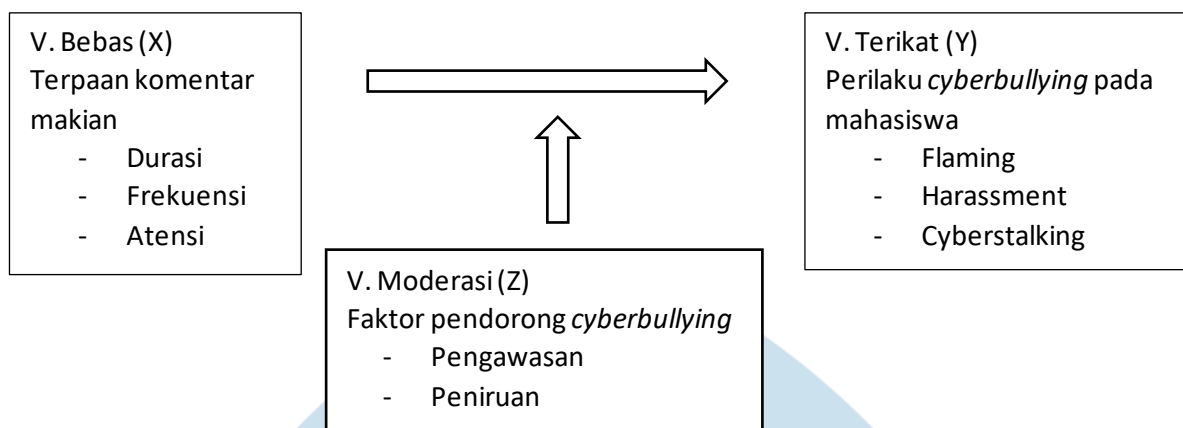 V. Bebas (X)
Terpaan komentar
makian
- Durasi
- Frekuensi
- Atensi
V. Terikat (Y)
Perilaku cyberbullying pada
mahasiswa
- Flaming
- Harassment
- Cyberstalking
V. Moderasi (Z)
Faktor pendorong cyberbullying
- Pengawasan
- Peniruan